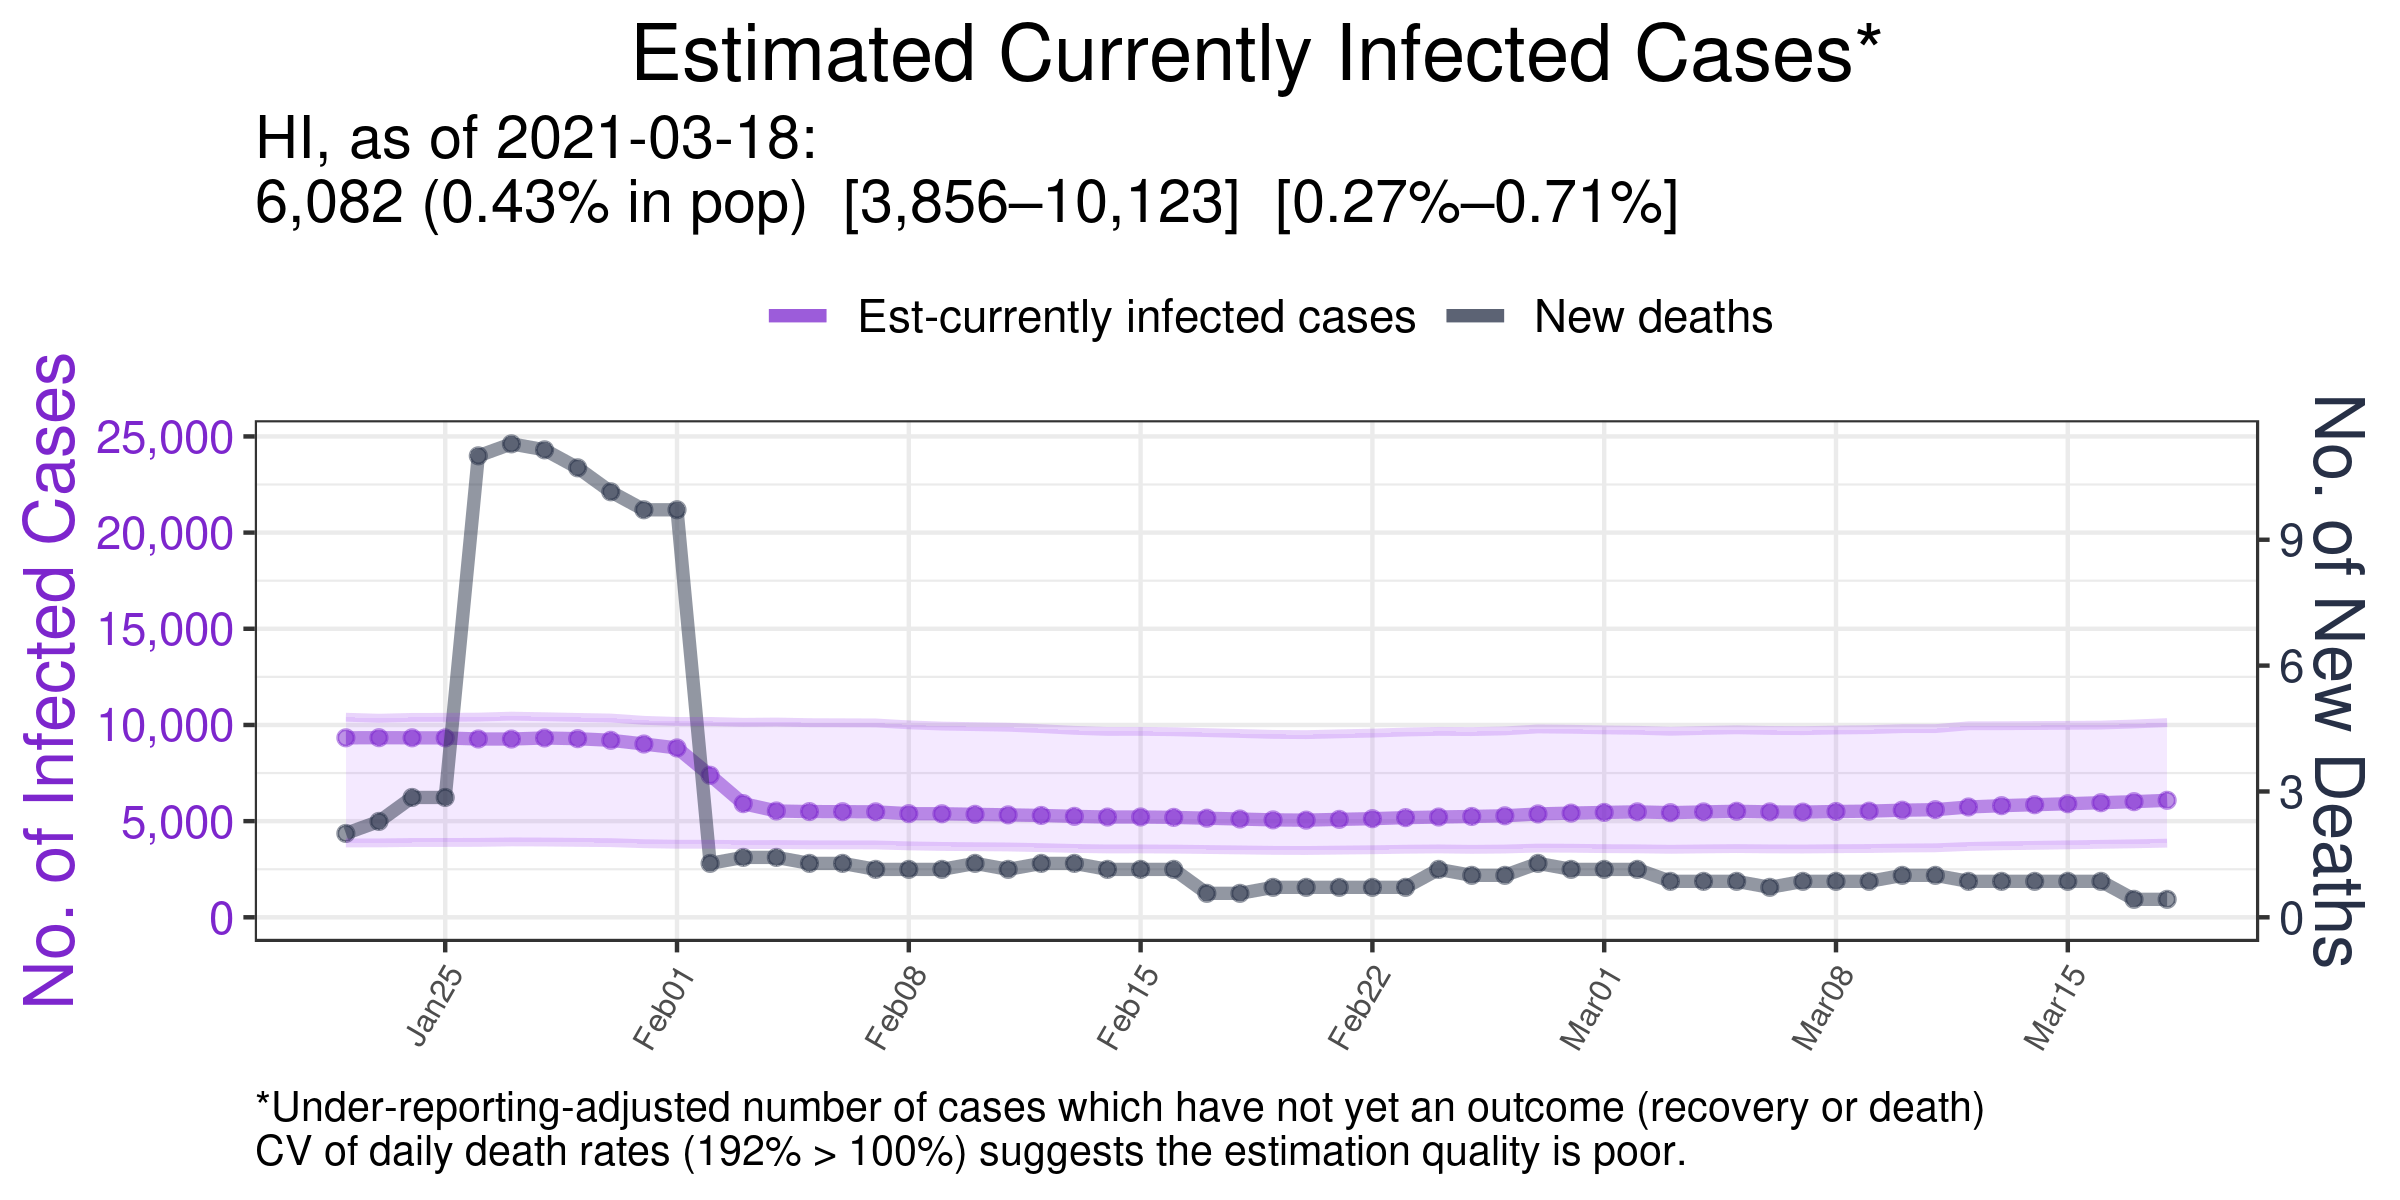 Estimated Currently Infected Cases*
HI, as of 2021-03-18:
6,082 (0.43% in pop)  [3,856–10,123]  [0.27%–0.71%]
Est-currently infected cases
New deaths
No. of Infected Cases
25,000
20,000
15,000
10,000
5,000
0
No. of New Deaths
9
6
3
0
Jan25
Feb01
Feb08
Feb15
Feb22
Mar01
Mar08
Mar15
*Under-reporting-adjusted number of cases which have not yet an outcome (recovery or death)
CV of daily death rates (192% > 100%) suggests the estimation quality is poor.